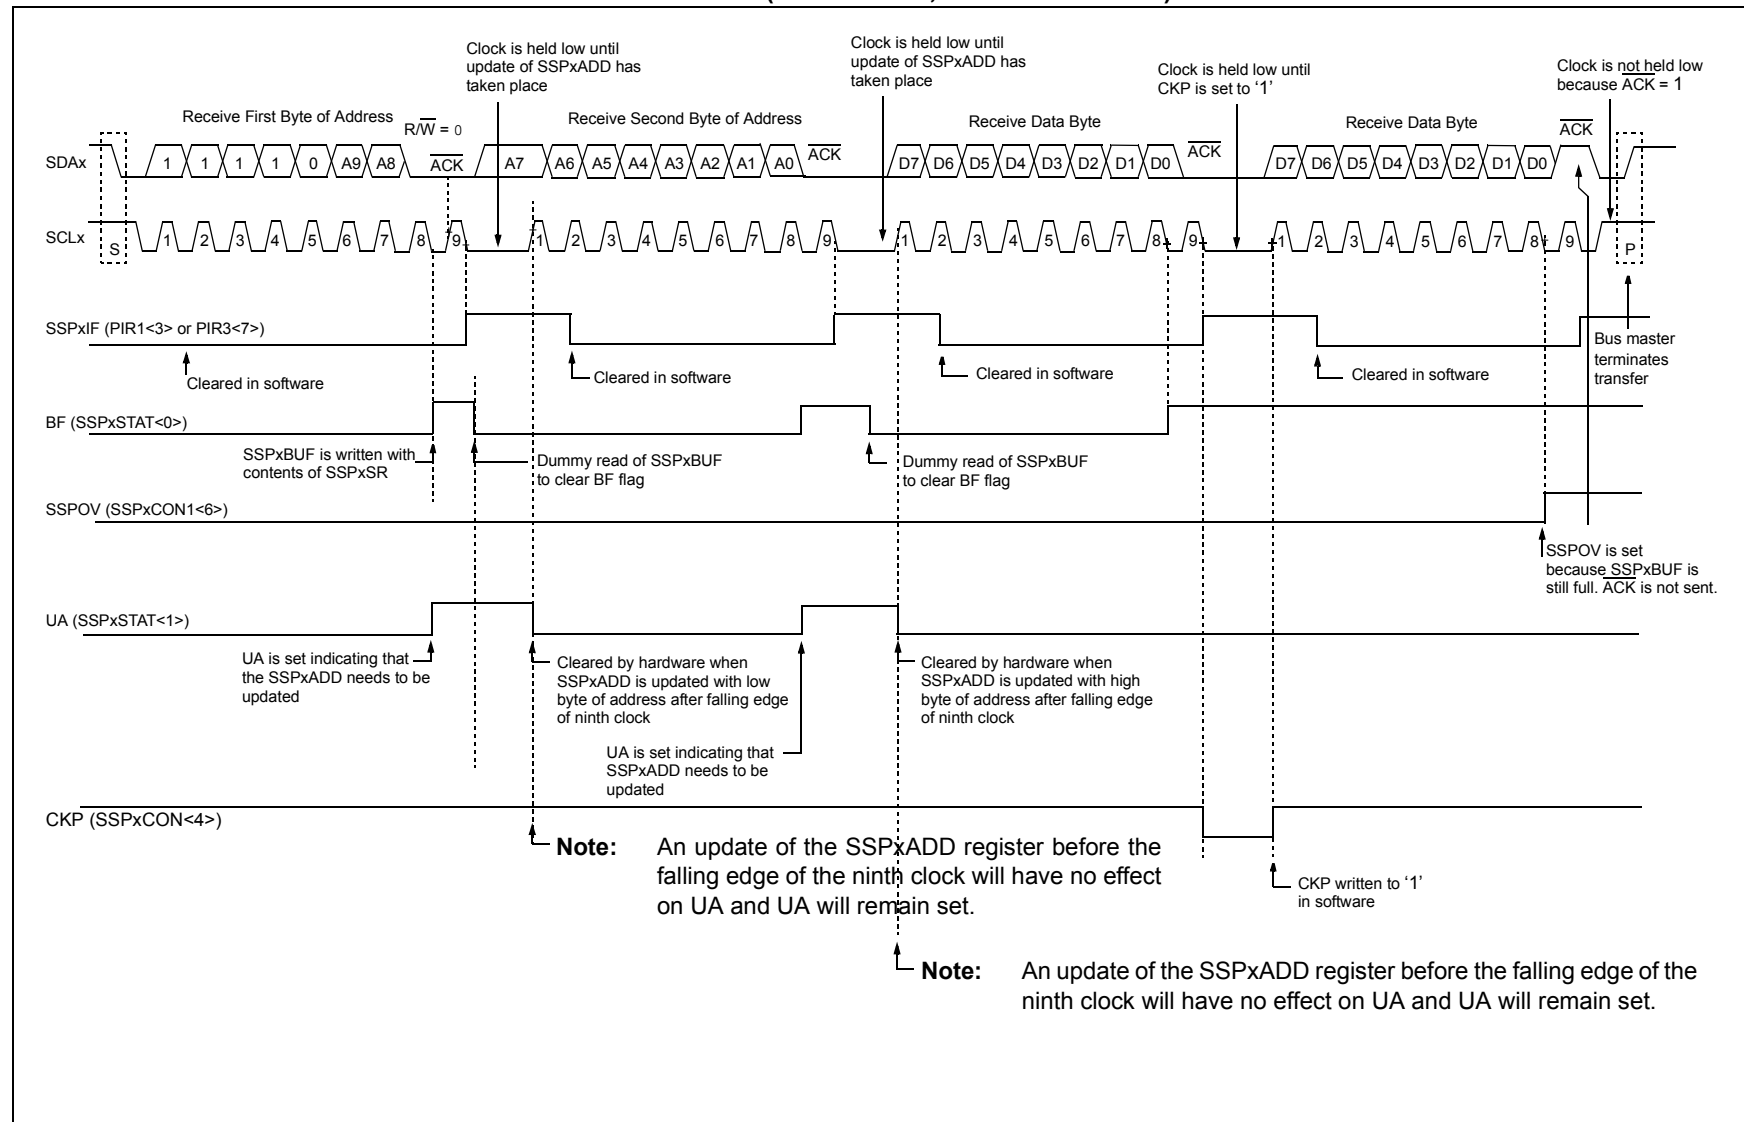 Clock is held low until
update of SSPxADD has
taken place
Clock is held low until
update of SSPxADD has
taken place
Clock is held low until
CKP is set to ‘1’
Clock is not held low
because ACK = 1
Receive First Byte of Address
R/W = 0
Receive Second Byte of Address
Receive Data Byte
Receive Data Byte
SDAx
1 1 1 1 0 A9 A8 ACK A7 A6 A5 A4 A3 A2 A1 A0 ACK D7 D6 D5 D4 D3 D2 D1 D0 ACK D7 D6 D5 D4 D3 D2 D1 D0 ACK
SCLx
S 1 2 3 4 5 6 7 8 9 1 2 3 4 5 6 7 8 9 1 2 3 4 5 6 7 8 9 1 2 3 4 5 6 7 8 9 P
SSPxIF (PIR1<3> or PIR3<7>)
Cleared in software
Cleared in software
Cleared in software
Cleared in software
Bus master
terminates
transfer
BF (SSPxSTAT<0>)
SSPxBUF is written with
contents of SSPxSR
Dummy read of SSPxBUF
to clear BF flag
Dummy read of SSPxBUF
to clear BF flag
SSPOV (SSPxCON1<6>)
SSPOV is set
because SSPxBUF is
still full. ACK is not sent.
UA (SSPxSTAT<1>)
UA is set indicating that
the SSPxADD needs to be
updated
Cleared by hardware when
SSPxADD is updated with low
byte of address after falling edge
of ninth clock
Cleared by hardware when
SSPxADD is updated with high
byte of address after falling edge
of ninth clock
UA is set indicating that
SSPxADD needs to be
updated
CKP (SSPxCON<4>)
Note: An update of the SSPxADD register before the
falling edge of the ninth clock will have no effect
on UA and UA will remain set.
CKP written to ‘1’
in software
Note: An update of the SSPxADD register before the falling edge of the
ninth clock will have no effect on UA and UA will remain set.